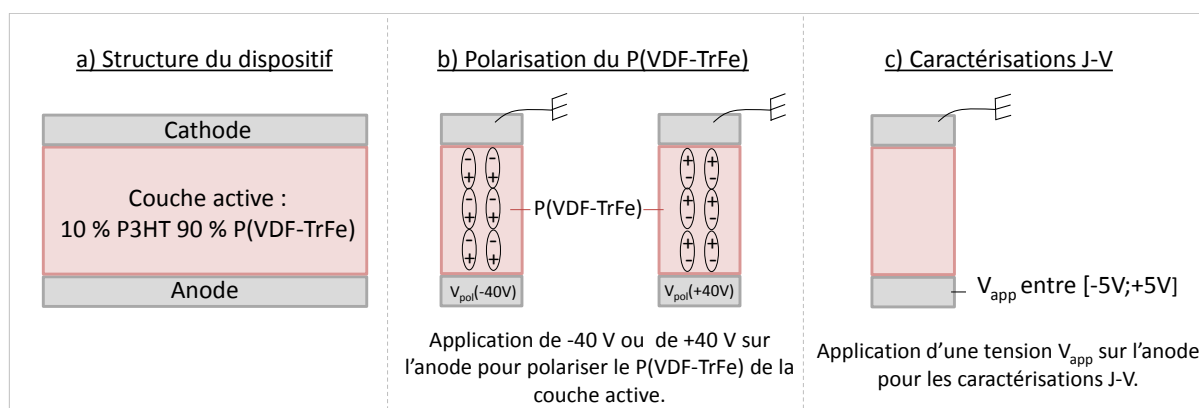 a) Structure du dispositif
Cathode
Couche active :
10 % P3HT 90 % P(VDF-TrFe)
Anode
b) Polarisation du P(VDF-TrFe)
- -
+ +
- -
+ +
- -
+ +
P(VDF-TrFe)
+ +
- -
+ +
- -
+ +
- -
Vpol(-40V)
Vpol(+40V)
Application de -40 V ou de +40 V sur
l’anode pour polariser le P(VDF-TrFe) de la
couche active.
c) Caractérisations J-V
Vapp entre [-5V;+5V]
Application d’une tension Vapp sur l’anode
pour les caractérisations J-V.